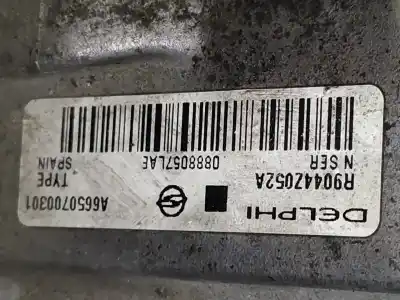 DELPHI
A6650700301
R9044Z052A
TYPE
N SER
0888057LAE
SPAIN